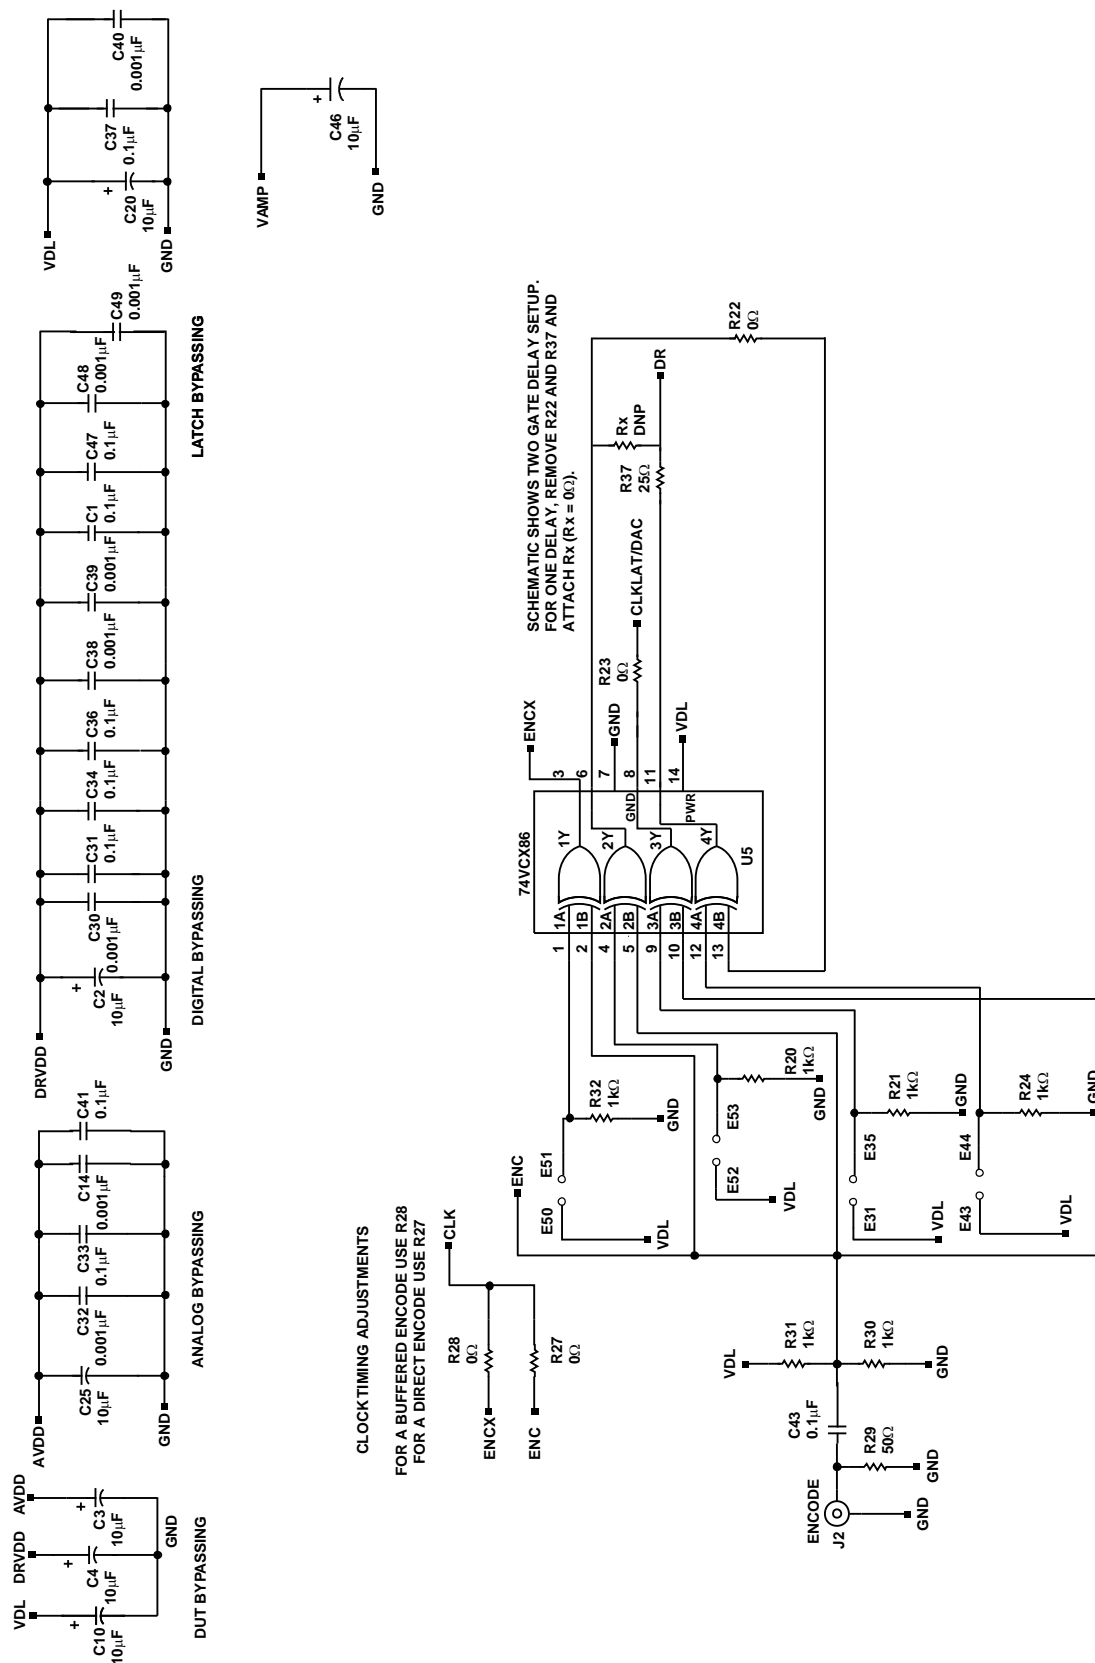 VDL
C40
0.001µF
C37
0.1µF
+
C20
10µF
GND
VAMP
+
C46
10µF
GND
LATCH BYPASSING
DRVDD
+
C2
10µF
C30
0.001µF
C31
0.1µF
C34
0.1µF
C36
0.1µF
C38
0.001µF
C39
0.001µF
C1
0.1µF
C47
0.1µF
C48
0.001µF
C49
0.001µF
GND
DIGITAL BYPASSING
AVDD
C25
10µF
C32
0.001µF
C33
0.1µF
C14
0.001µF
C41
0.1µF
GND
ANALOG BYPASSING
VDL
DRVDD
AVDD
+
C10
10µF
+
C4
10µF
+
C3
10µF
GND
DUT BYPASSING
CLOCK TIMING ADJUSTMENTS
FOR A BUFFERED ENCODE USE R28
FOR A DIRECT ENCODE USE R27
CLK
R28
0Ω
R27
0Ω
ENCX
ENC
SCHEMATIC SHOWS TWO GATE DELAY SETUP.
FOR ONE DELAY, REMOVE R22 AND R37 AND
ATTACH Rx (Rx = 0Ω).
R22
0Ω
DR
Rx
DNP
R37
25Ω
CLKLAT/DAC
R23
0Ω
ENCX
GND
VDL
3
6
7
8
11
14
GND
PWR
74VCX86
1Y
2Y
3Y
4Y
U5
1A
1B
2A
2B
3A
3B
4A
4B
1
2
4
5
9
10
12
13
ENC
E50
E51
VDL
R32
1kΩ
GND
E52
E53
VDL
R20
1kΩ
GND
E31
E35
VDL
R21
1kΩ
GND
E43
E44
VDL
R24
1kΩ
GND
VDL
R31
1kΩ
R30
1kΩ
GND
C43
0.1µF
R29
50Ω
GND
ENCODE
J2
GND